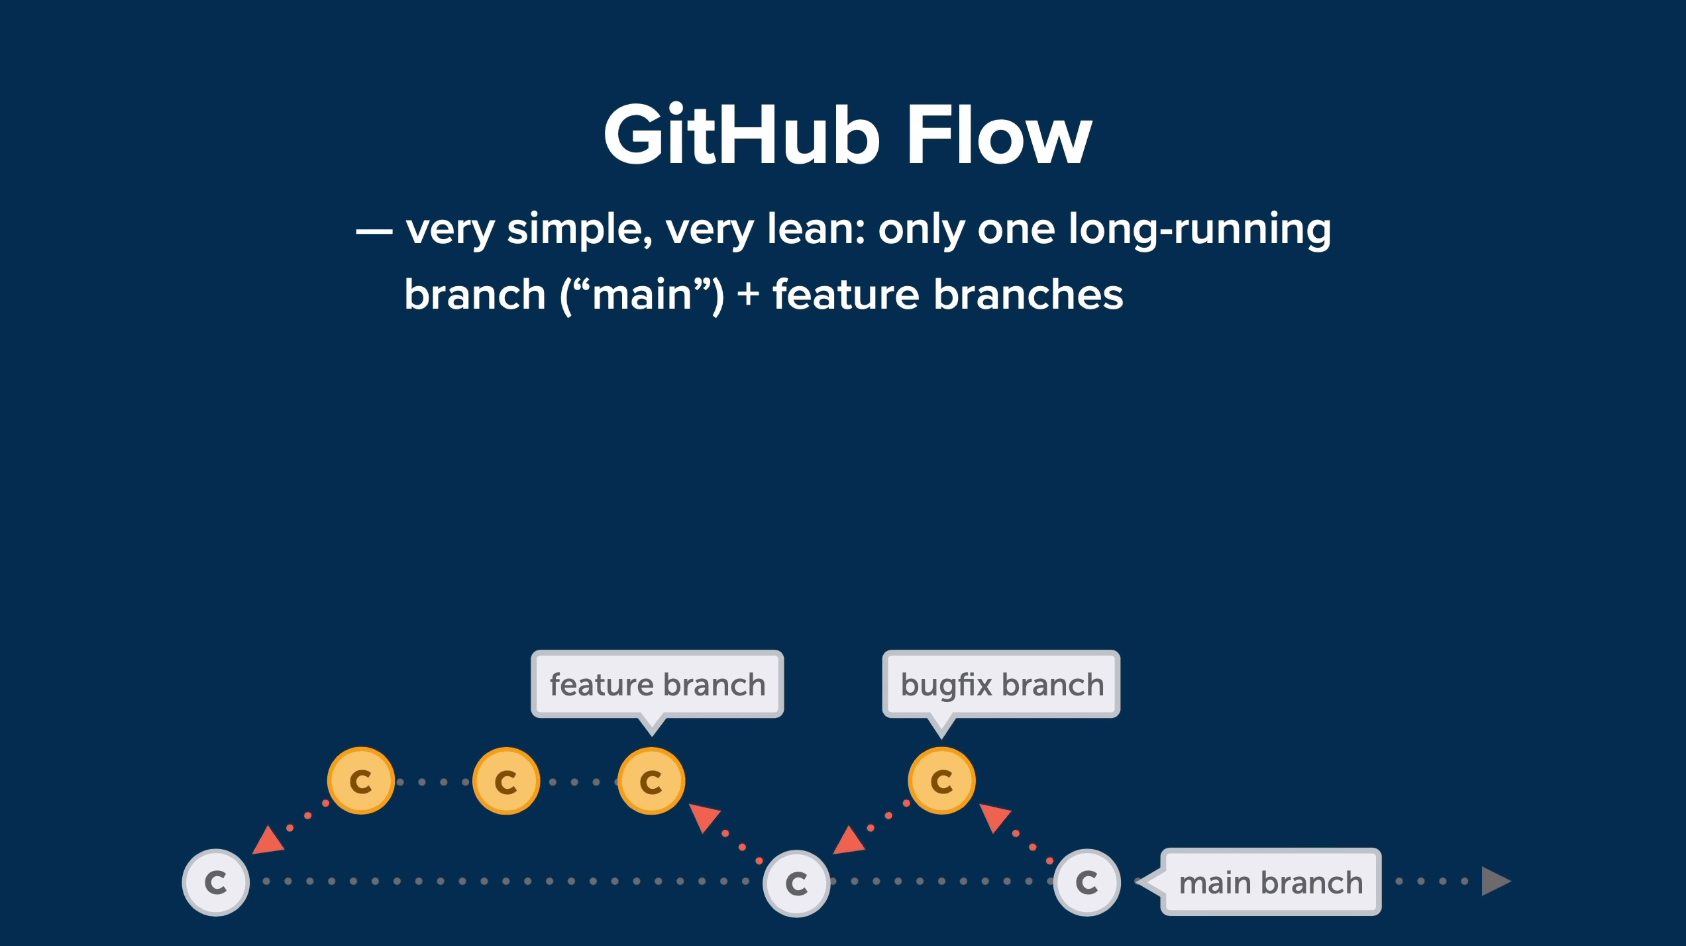 GitHub Flow
— very simple, very lean: only one long-running
branch (“main”) + feature branches
feature branch
bugfix branch
C C C C
C C C main branch